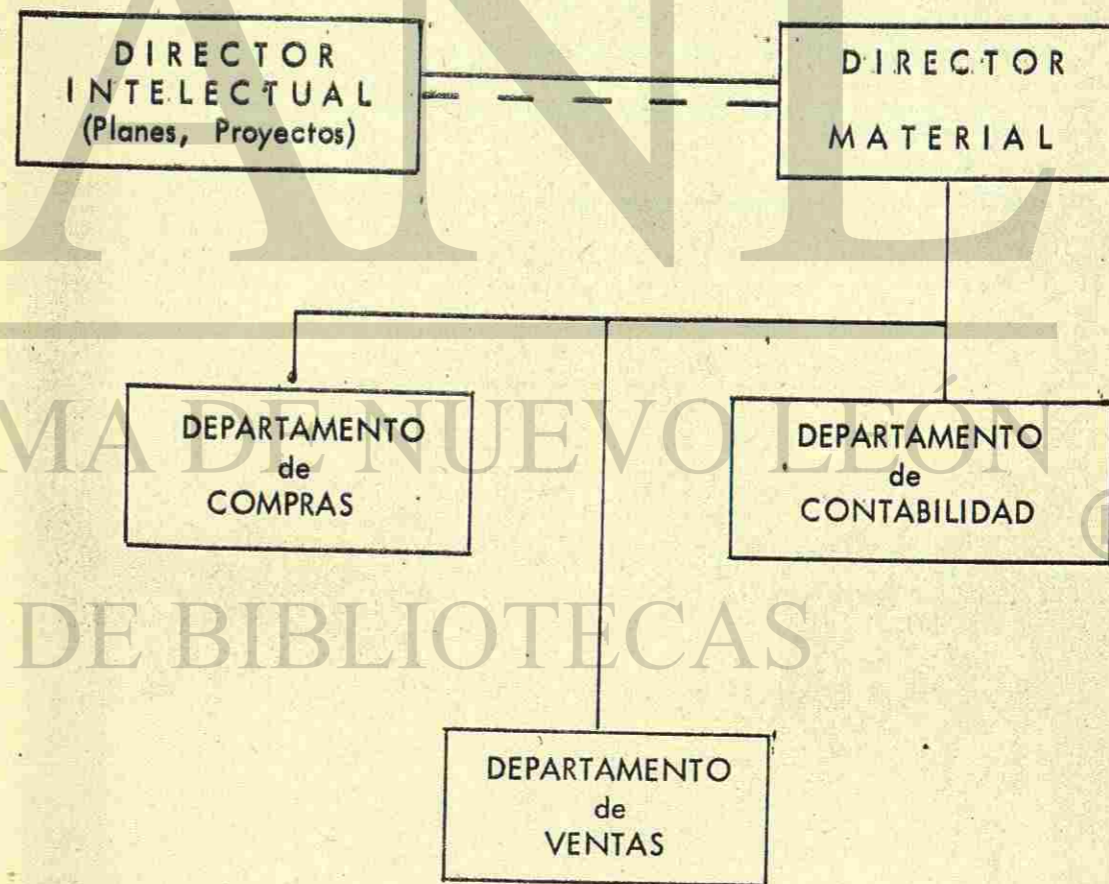 DIRECTOR
INTELECTUAL
(Planes, Proyectos)
DIRECTOR
MATERIAL
DEPARTAMENTO
de
COMPRAS
DEPARTAMENTO
de
CONTABILIDAD
DEPARTAMENTO
de
VENTAS
ANL
MA DE NUEVO LEÓN
DE BIBLIOTECAS